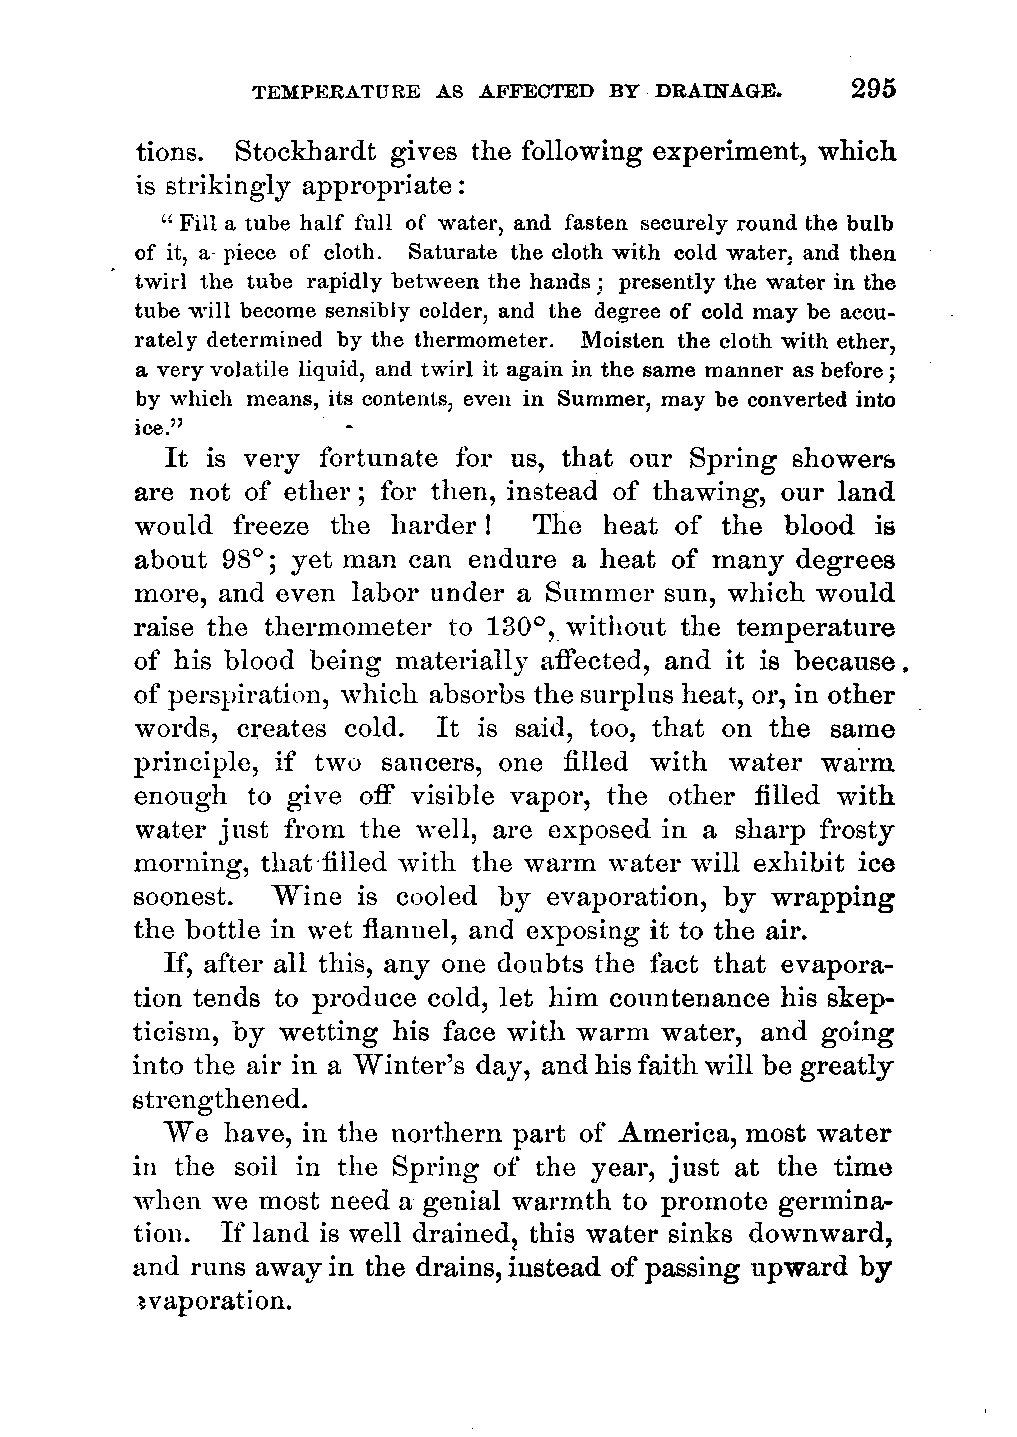 TEMPERATURE AS AFFECTED BY DRAINAGE. 295
tions. Stockhardt gives the following experiment, which
is strikingly appropriate:
"Fill a tube half full of water, and fasten securely round the bulb
of it, a piece of cloth. Saturate the cloth with cold water, and then
twirl the tube rapidly between the hands; presently the water in the
tube will become sensibly colder, and the degree of cold may be accu-
rately determined by the thermometer. Moisten the cloth with ether,
a very volatile liquid, and twirl it again in the same manner as before;
by which means, its contents, even in Summer, may be converted into
ice."
It is very fortunate for us, that our Spring showers
are not of ether; for then, instead of thawing, our land
would freeze the harder! The heat of the blood is
about 98°; yet man can endure a heat of many degrees
more, and even labor under a Summer sun, which would
raise the thermometer to 130°, without the temperature
of his blood being materially affected, and it is because
of perspiration, which absorbs the surplus heat, or, in other
words, creates cold. It is said, too, that on the same
principle, if two saucers, one filled with water warm
enough to give off visible vapor, the other filled with
water just from the well, are exposed in a sharp frosty
morning, that filled with the warm water will exhibit ice
soonest. Wine is cooled by evaporation, by wrapping
the bottle in wet flannel, and exposing it to the air.
If, after all this, any one doubts the fact that evapora-
tion tends to produce cold, let him countenance his skep-
ticism, by wetting his face with warm water, and going
into the air in a Winter's day, and his faith will be greatly
strengthened.
We have, in the northern part of America, most water
in the soil in the Spring of the year, just at the time
when we most need a genial warmth to promote germina-
tion. If land is well drained, this water sinks downward,
and runs away in the drains, instead of passing upward by
evaporation.